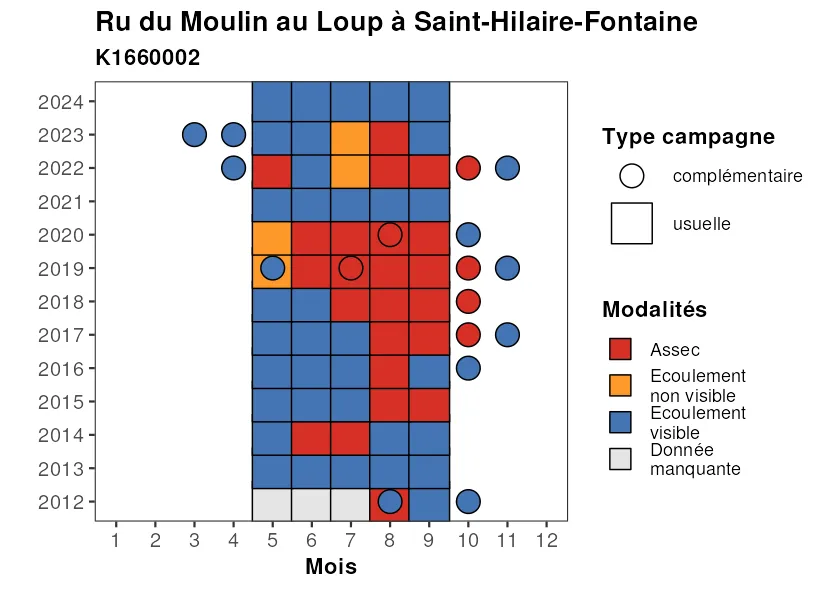 Ru du Moulin au Loup à Saint-Hilaire-Fontaine
K1660002
2024
2023
2022
2021
2020
2019
2018
2017
2016
2015
2014
2013
2012
1 2 3 4 5 6 7 8 9 10 11 12
Mois
Type campagne
complémentaire
usuelle
Modalités
Assec
Ecoulement
non visible
Ecoulement
visible
Donnée
manquante